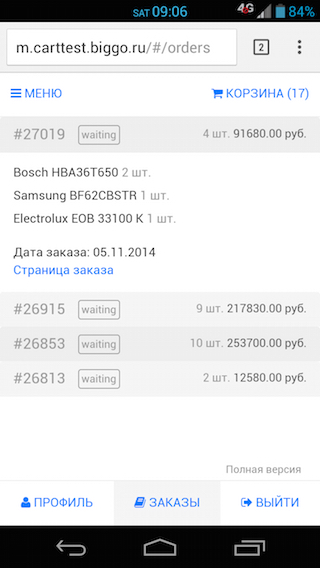 SAT 09:06 4G 84%
m.carttest.biggo.ru/#/orders 2
МЕНЮ КОРЗИНА (17)
#27019 waiting 4 шт. 91680.00 руб.
Bosch HBA36T650 2 шт.
Samsung BF62CBSTR 1 шт.
Electrolux EOB 33100 K 1 шт.
Дата заказа: 05.11.2014
Страница заказа
#26915 waiting 9 шт. 217830.00 руб.
#26853 waiting 10 шт. 253700.00 руб.
#26813 waiting 2 шт. 12580.00 руб.
Полная версия
ПРОФИЛЬ ЗАКАЗЫ ВЫЙТИ